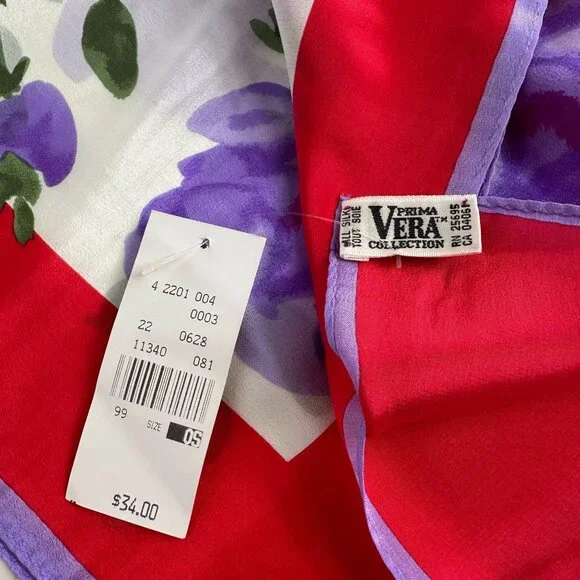 4 2201 004
0003
22 0628
11340 081
99 SIZE OS
$34.00
ALL SILK
TOUT SOIE
PRIMA
VERA™
COLLECTION
RN 25695
CA 0406